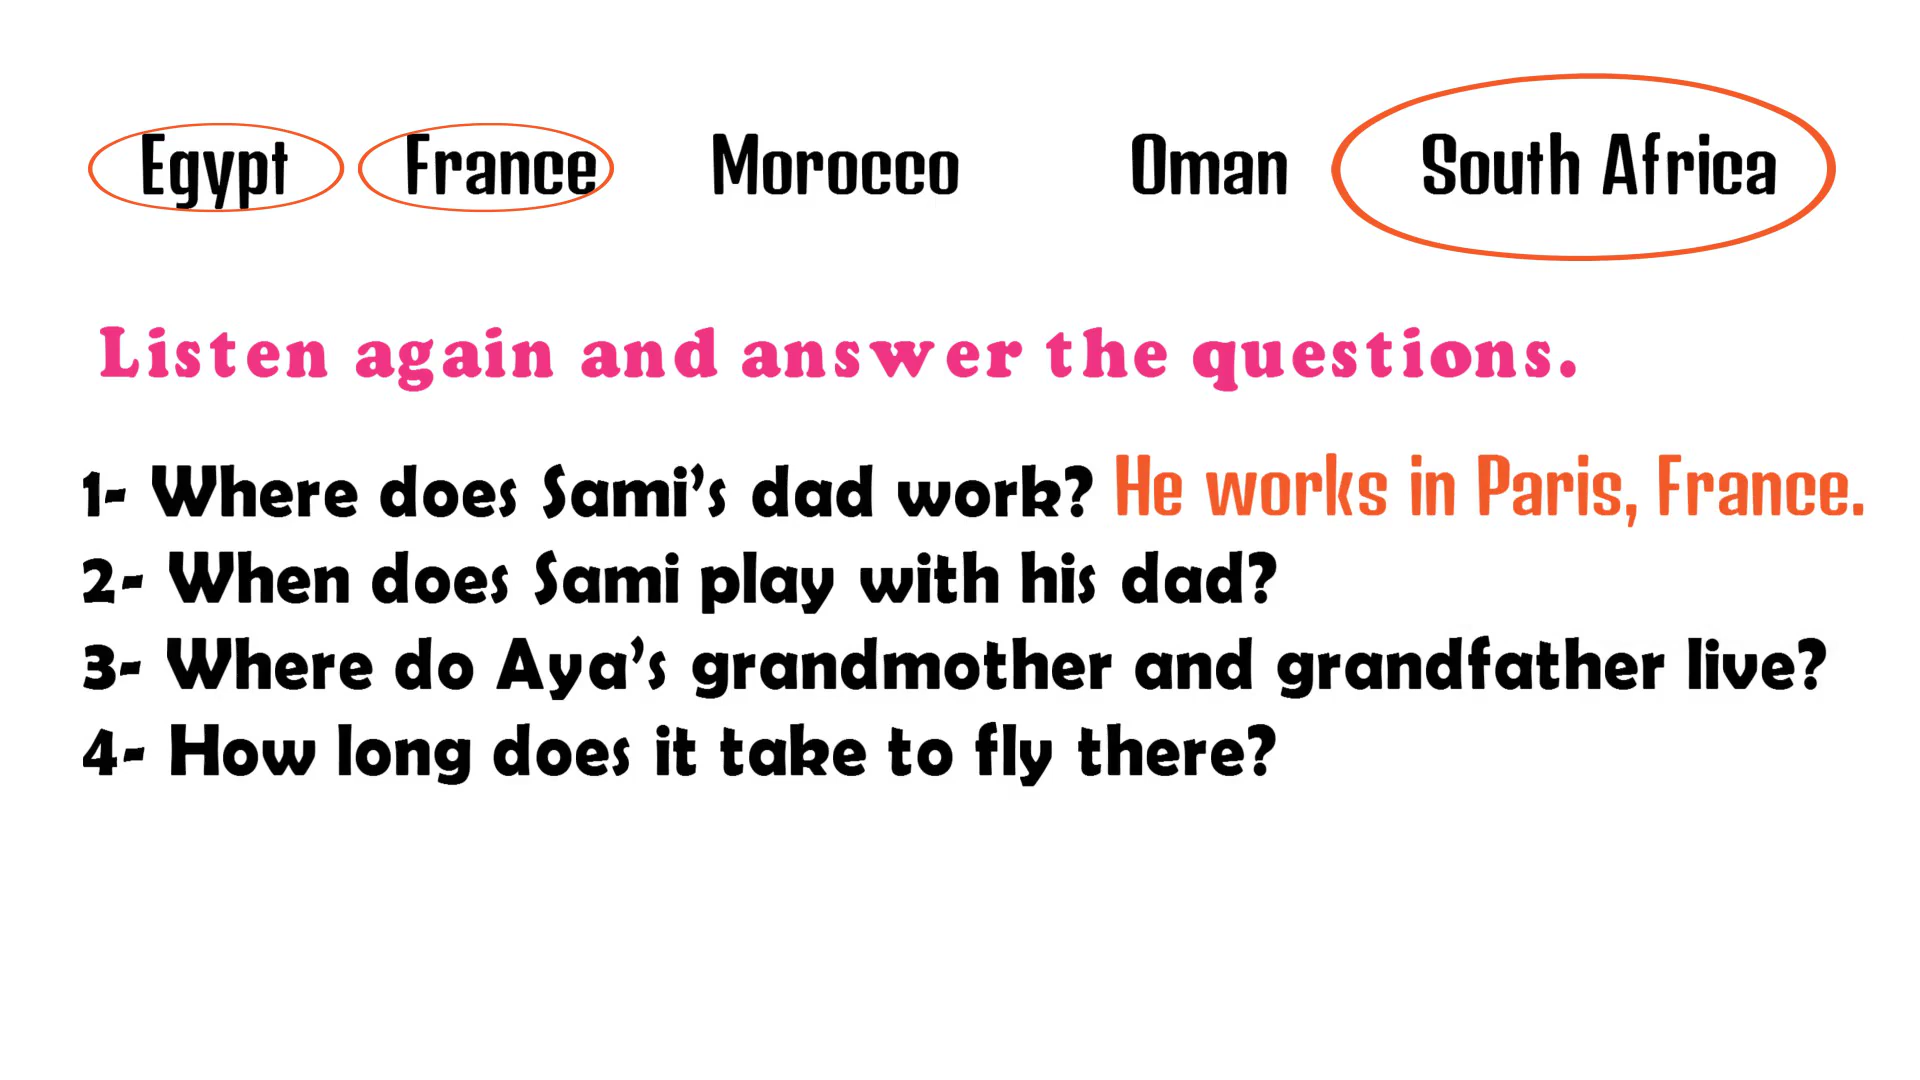 Egypt France Morocco Oman South Africa
Listen again and answer the questions.
1- Where does Sami’s dad work? He works in Paris, France.
2- When does Sami play with his dad?
3- Where do Aya’s grandmother and grandfather live?
4- How long does it take to fly there?